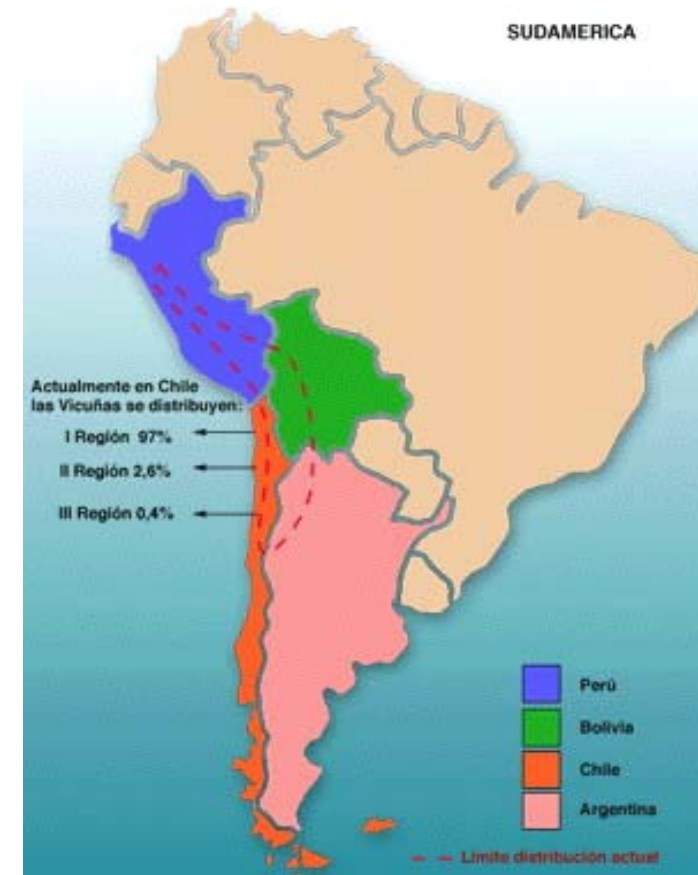 SUDAMERICA
Actualmente en Chile
las Vicuñas se distribuyen:
I Región 97%
II Región 2,6%
III Región 0,4%
Perú
Bolivia
Chile
Argentina
Limite distribución actual